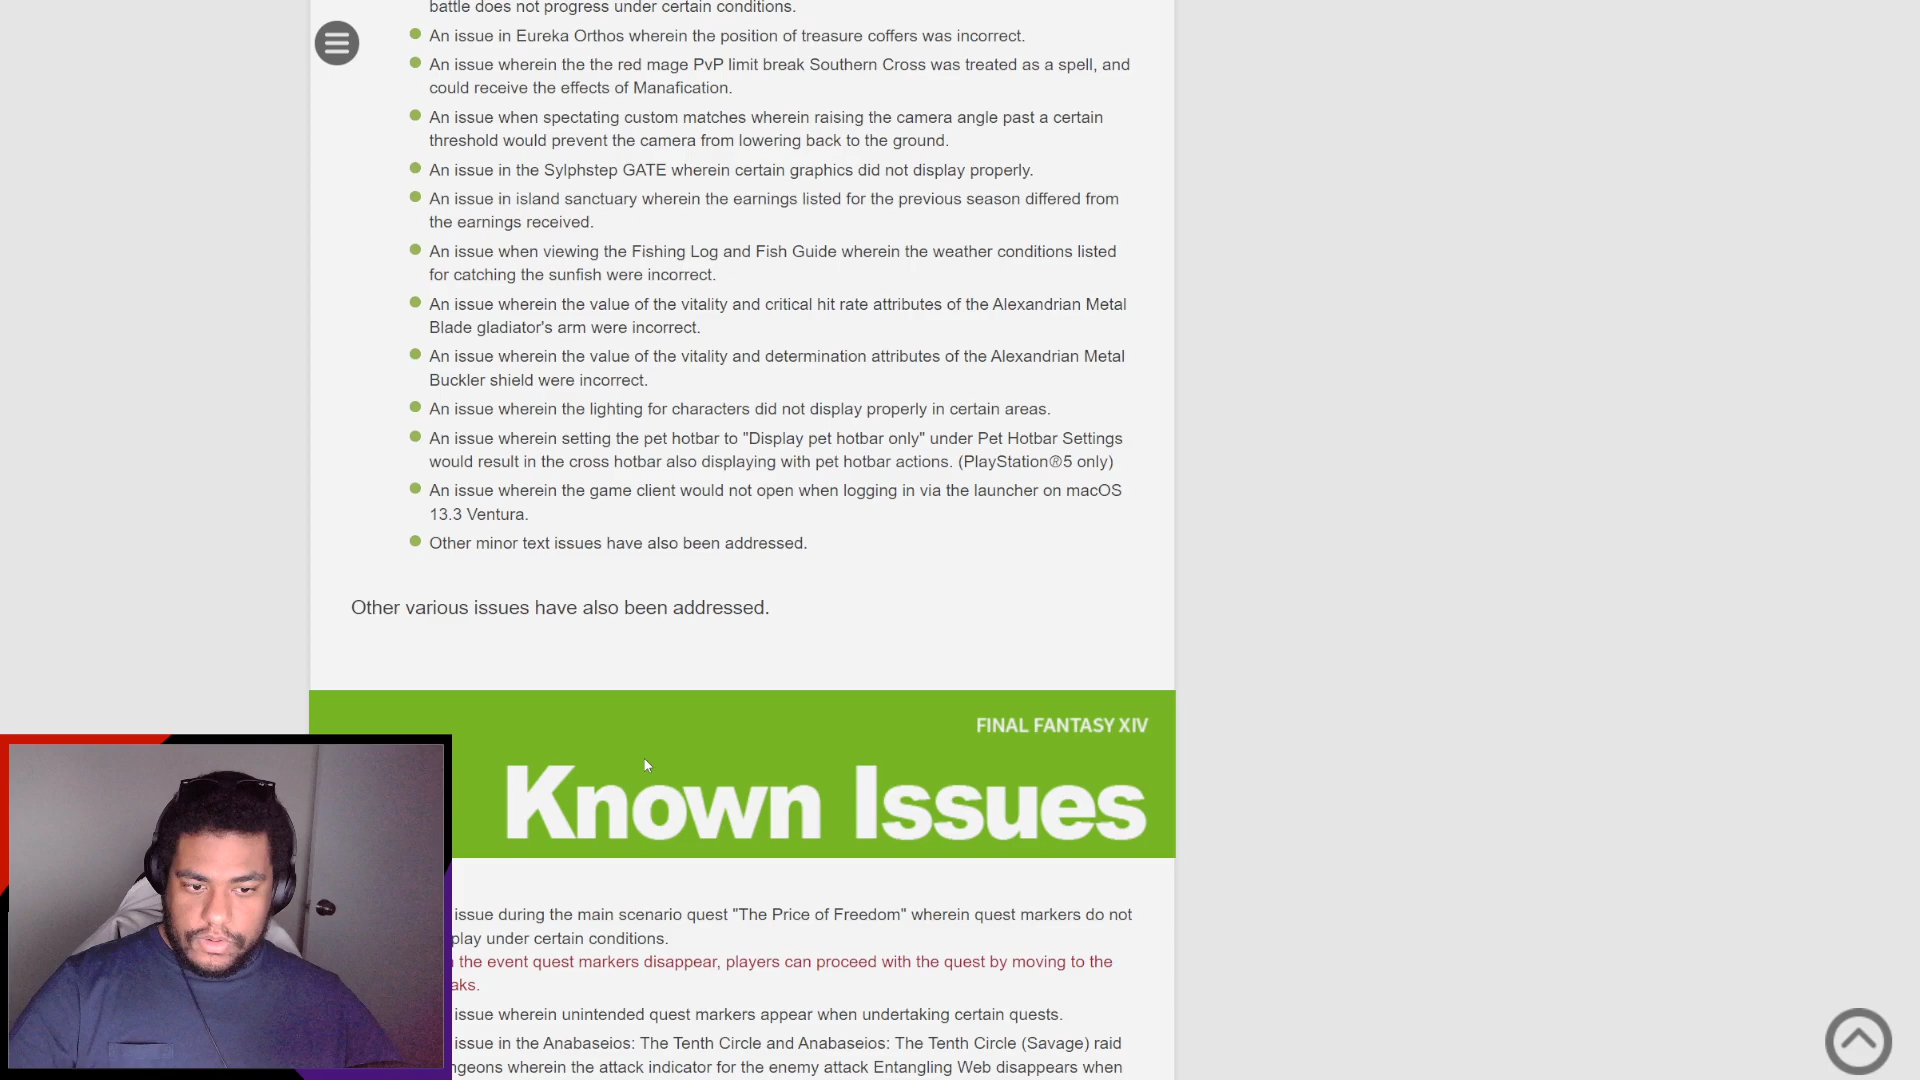 battle does not progress under certain conditions.
An issue in Eureka Orthos wherein the position of treasure coffers was incorrect.
An issue wherein the the red mage PvP limit break Southern Cross was treated as a spell, and
could receive the effects of Manafication.
An issue when spectating custom matches wherein raising the camera angle past a certain
threshold would prevent the camera from lowering back to the ground.
An issue in the Sylphstep GATE wherein certain graphics did not display properly.
An issue in island sanctuary wherein the earnings listed for the previous season differed from
the earnings received.
An issue when viewing the Fishing Log and Fish Guide wherein the weather conditions listed
for catching the sunfish were incorrect.
An issue wherein the value of the vitality and critical hit rate attributes of the Alexandrian Metal
Blade gladiator's arm were incorrect.
An issue wherein the value of the vitality and determination attributes of the Alexandrian Metal
Buckler shield were incorrect.
An issue wherein the lighting for characters did not display properly in certain areas.
An issue wherein setting the pet hotbar to "Display pet hotbar only" under Pet Hotbar Settings
would result in the cross hotbar also displaying with pet hotbar actions. (PlayStation®5 only)
An issue wherein the game client would not open when logging in via the launcher on macOS
13.3 Ventura.
Other minor text issues have also been addressed.
Other various issues have also been addressed.
FINAL FANTASY XIV
Known Issues
issue during the main scenario quest "The Price of Freedom" wherein quest markers do not
play under certain conditions.
the event quest markers disappear, players can proceed with the quest by moving to the
aks.
issue wherein unintended quest markers appear when undertaking certain quests.
issue in the Anabaseios: The Tenth Circle and Anabaseios: The Tenth Circle (Savage) raid
ngeons wherein the attack indicator for the enemy attack Entangling Web disappears when